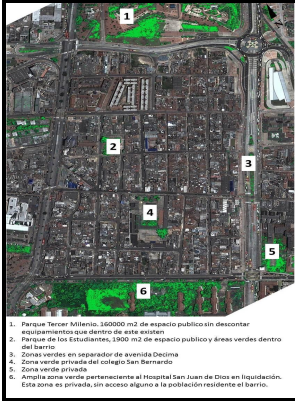 1
2
3
4
5
6
1. Parque Tercer Milenio. 160000 m2 de espacio publico sin descontar
equipamientos que dentro de este existen
2. Parque de los Estudiantes, 1900 m2 de espacio publico y áreas verdes dentro
del barrio
3. Zonas verdes en separador de avenida Decima
4. Zona verde privada del colegio San Bernardo
5. Zona verde privada
6. Amplia zona verde perteneciente al Hospital San Juan de Dios en liquidación.
Esta zona es privada, sin acceso alguno a la población residente el barrio.